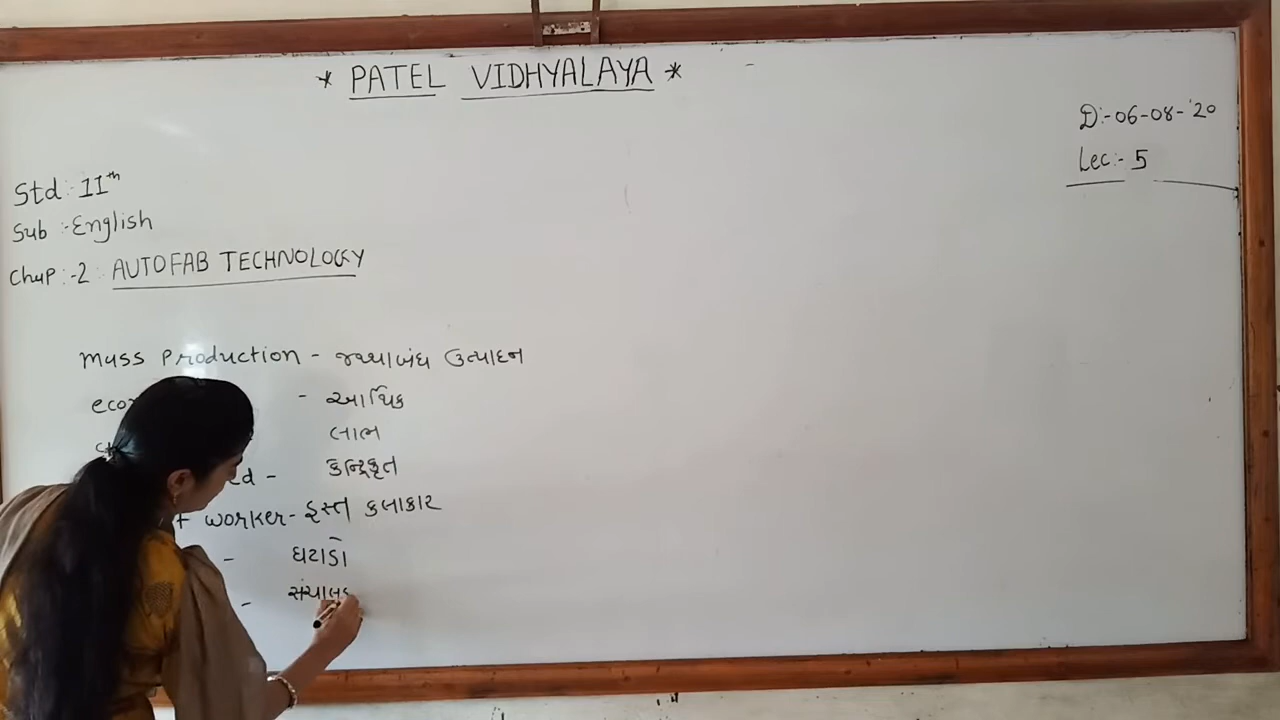 * PATEL VIDHYALAYA *
D:-06-08-'20
Lec:- 5
Std :- 11th
Sub :- English
Chap :-2 : AUTOFAB TECHNOLOGY
Mass Production - જથ્થાબંધ ઉત્પાદન
- આર્થિક
લાભ
- કેન્દ્રિકૃત
worker - હસ્ત કલાકાર
- ઘટાડો
- સંચાલક